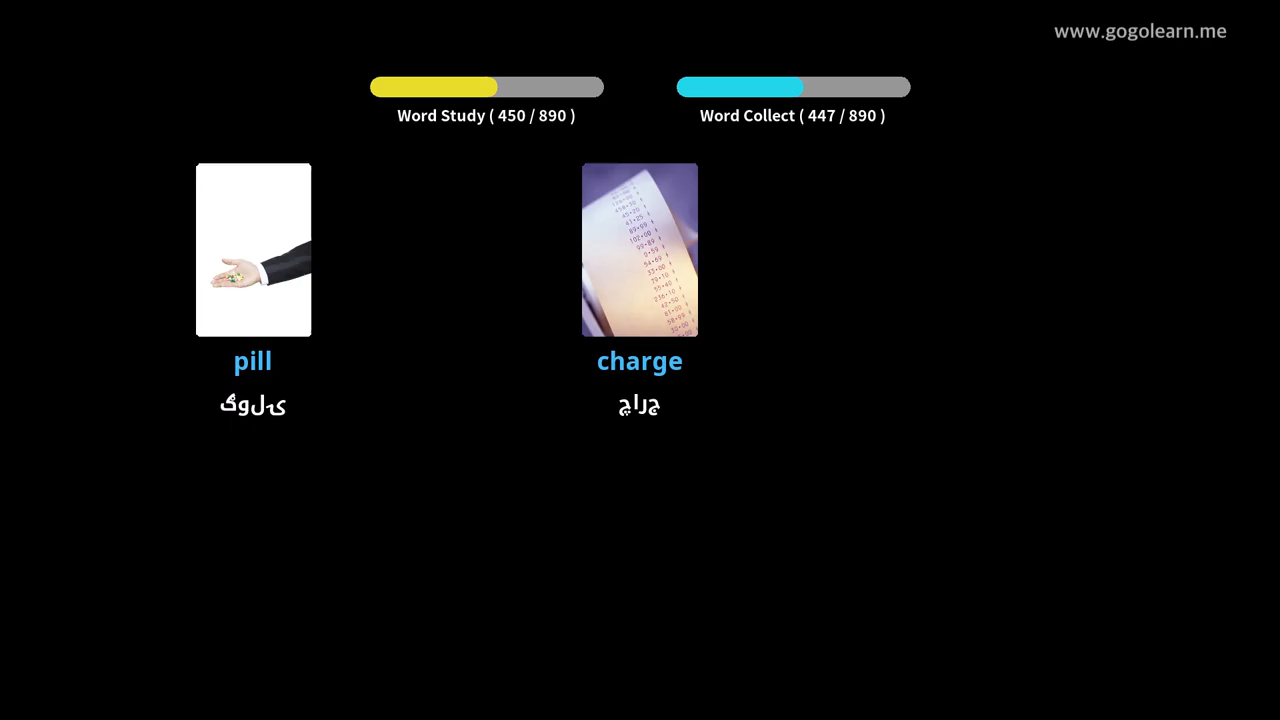 www.gogolearn.me
Word Study ( 450 / 890 )
Word Collect ( 447 / 890 )
pill
گولی
charge
چارج